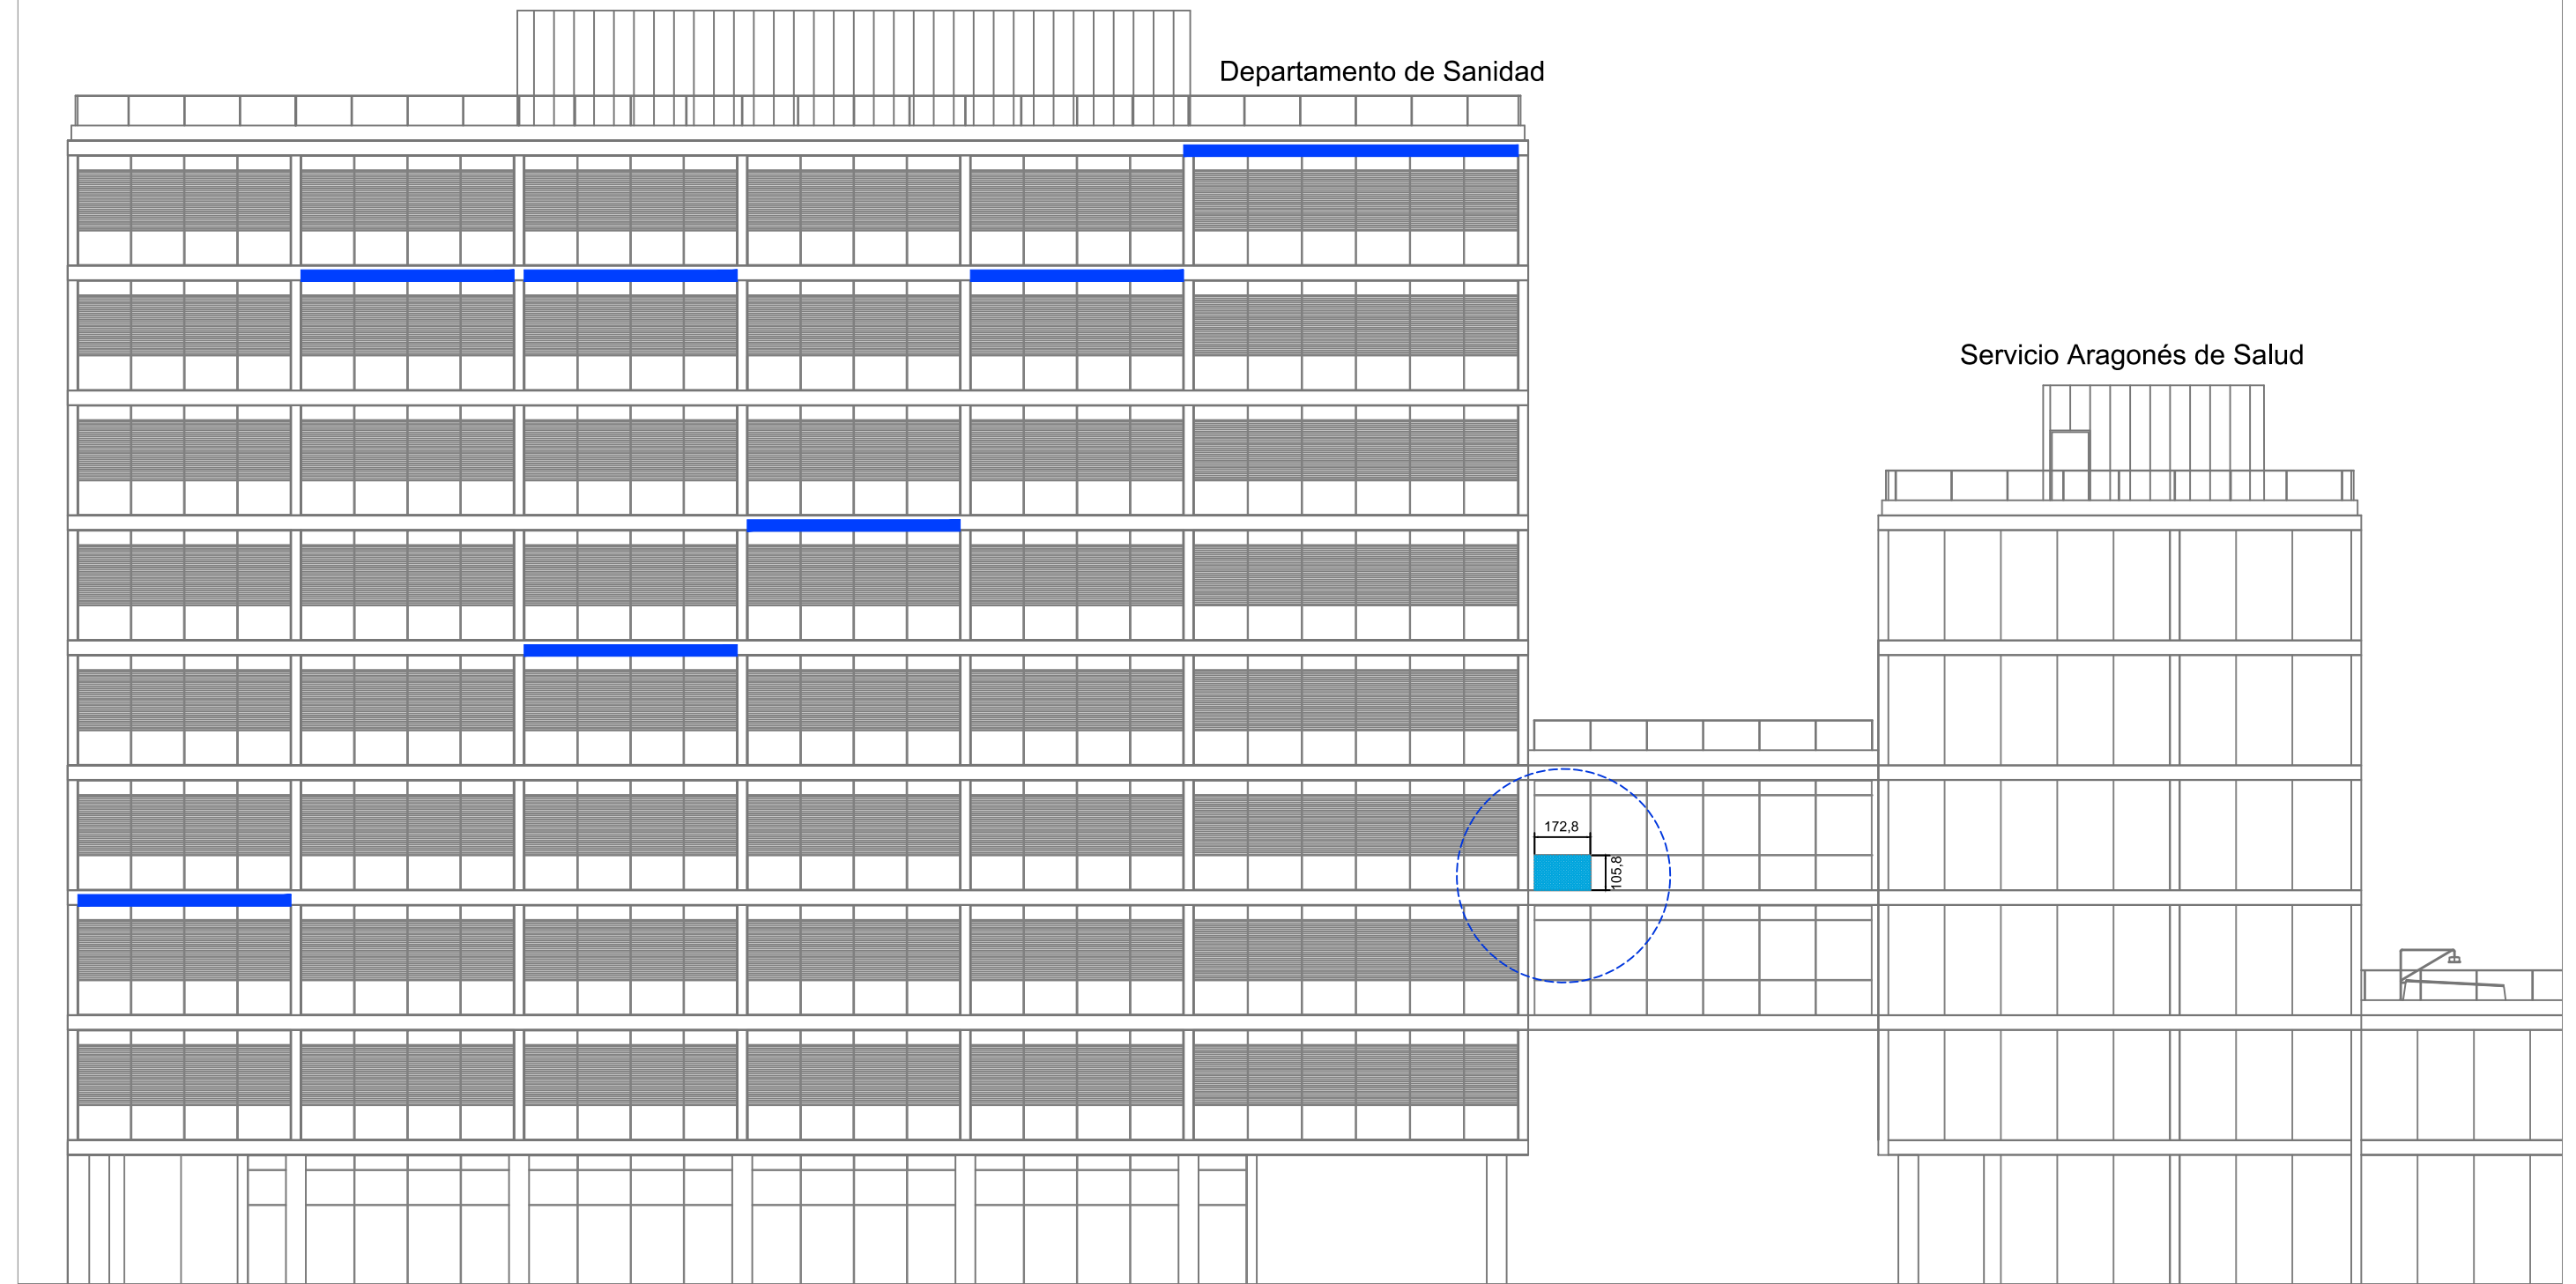 Departamento de Sanidad
Servicio Aragonés de Salud
172,8
105,8